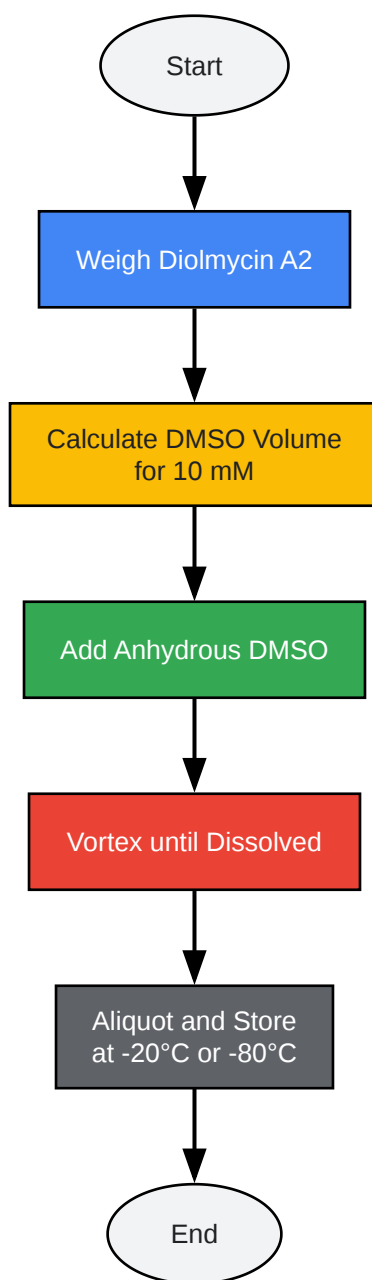 Start
Weigh Diolmycin A2
Calculate DMSO Volume
for 10 mM
Add Anhydrous DMSO
Vortex until Dissolved
Aliquot and Store
at -20°C or -80°C
End